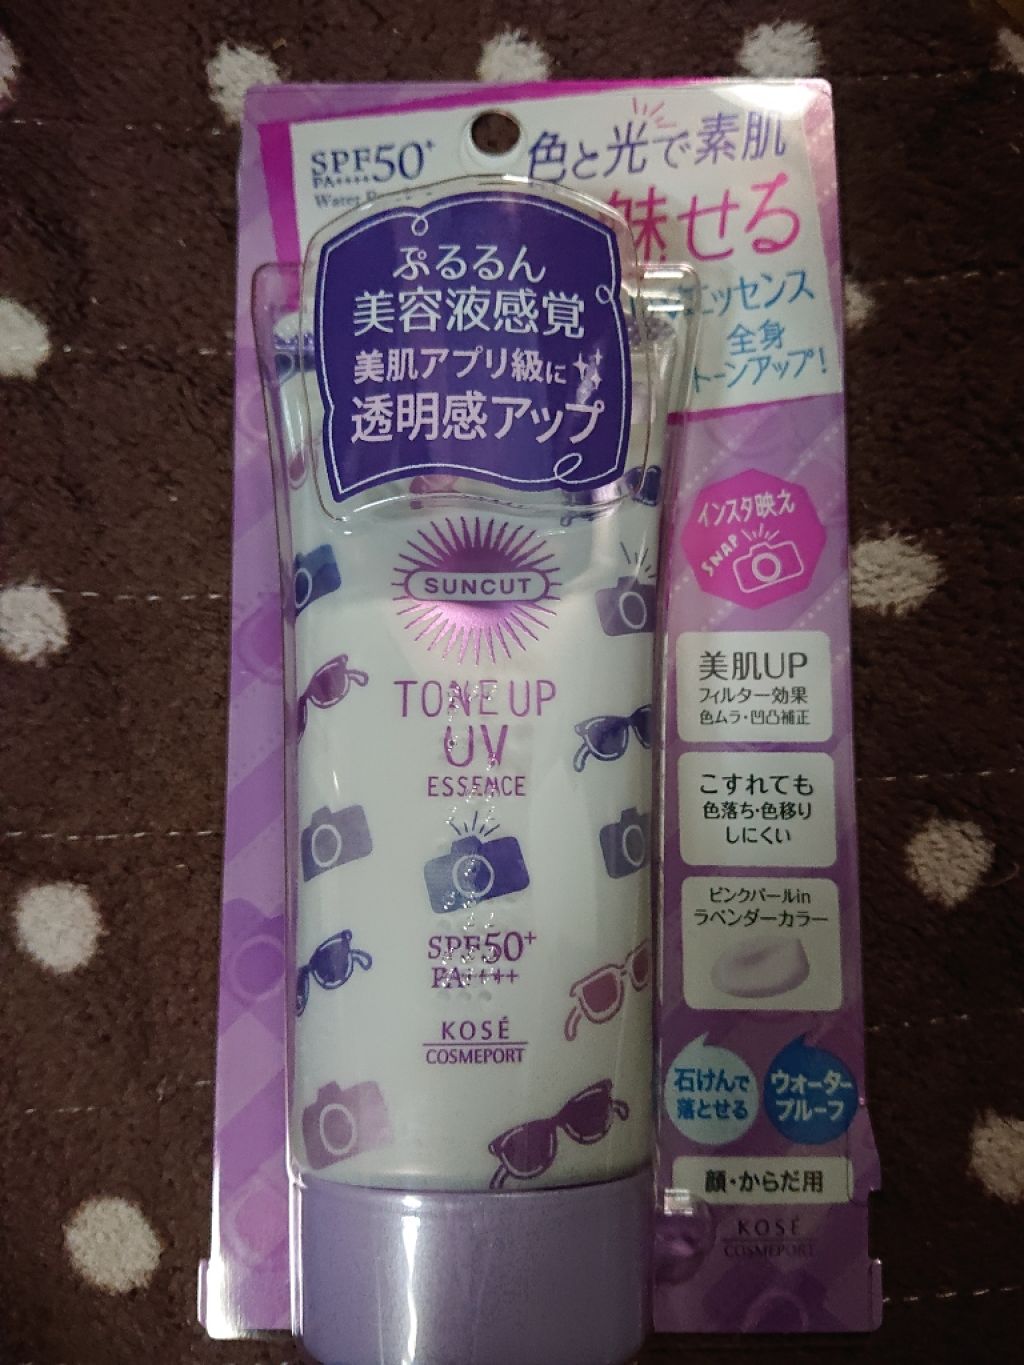 SPF50+
PA++++
Water
色と光で素肌
魅せる
エッセンス
全身
トーンアップ!
ぷるるん
美容液感覚
美肌アプリ級に
透明感アップ
SUNCUT
TONE UP
UV
ESSENCE
SPF50+
PA++++
KOSÉ
COSMEPORT
インスタ映え
SNAP
美肌UP
フィルター効果
色ムラ・凹凸補正
こすれても
色落ち・色移り
しにくい
ピンクパールin
ラベンダーカラー
石けんで
落とせる
ウォーター
プルーフ
顔・からだ用
KOSÉ
COSMEPORT